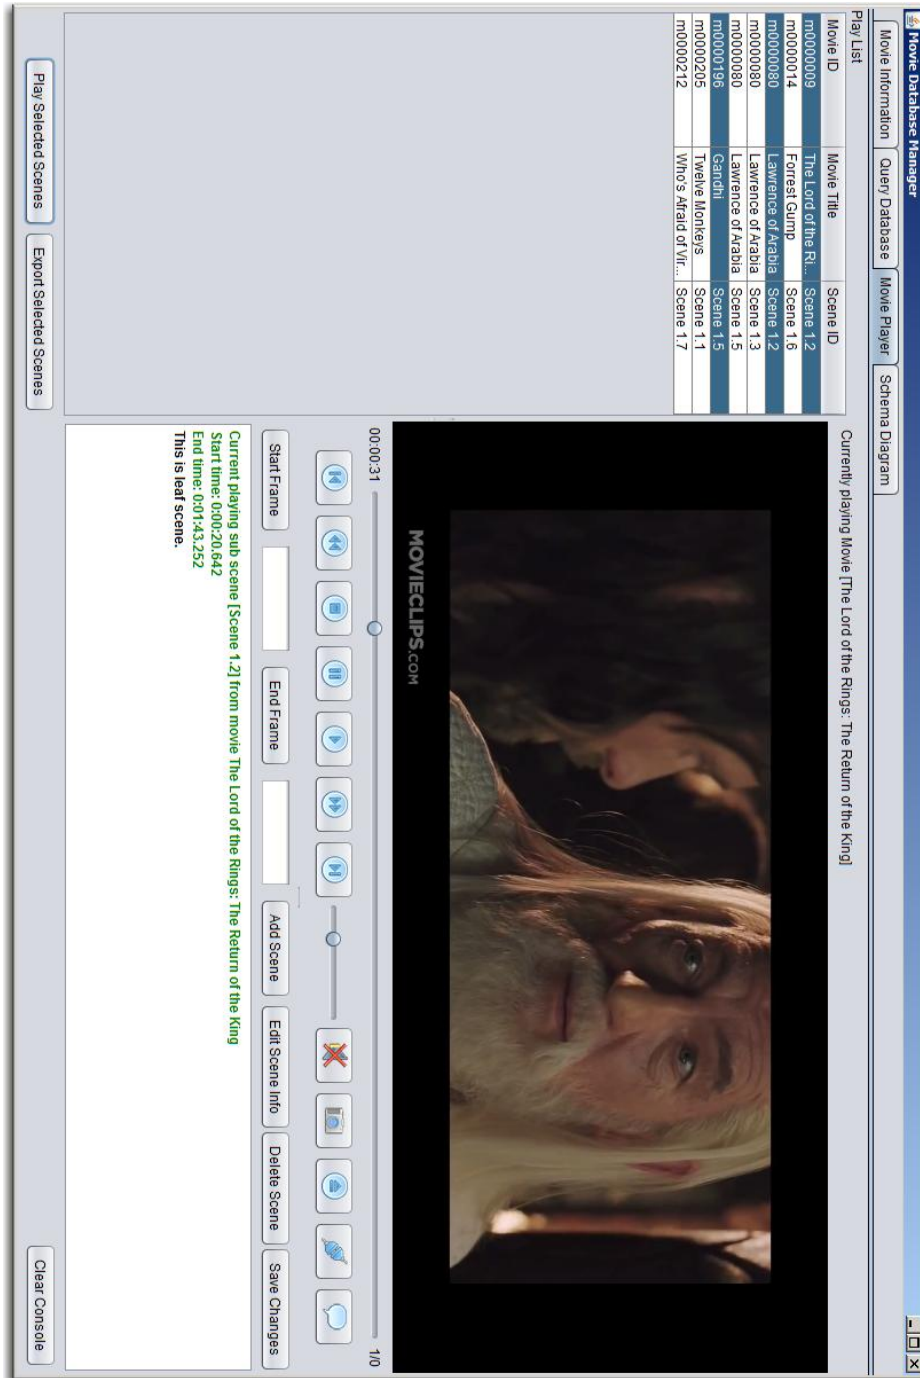 Movie Database Manager
Movie Information Query Database Movie Player Schema Diagram
Play List
Movie ID Movie Title Scene ID
m0000009 The Lord of the Ri... Scene 1.2
m0000014 Forrest Gump Scene 1.6
m0000080 Lawrence of Arabia Scene 1.2
m0000080 Lawrence of Arabia Scene 1.3
m0000080 Lawrence of Arabia Scene 1.5
m0000196 Gandhi Scene 1.5
m0000205 Twelve Monkeys Scene 1.1
m0000212 Who's Afraid of Vir... Scene 1.7
Play Selected Scenes Export Selected Scenes
Currently playing Movie [The Lord of the Rings: The Return of the King]
MOVIECLIPS.COM
00:00:31 1/0
Start Frame End Frame Add Scene Edit Scene Info Delete Scene Save Changes
Current playing sub scene [Scene 1.2] from movie The Lord of the Rings: The Return of the King
Start time: 0:00:20.642
End time: 0:01:43.252
This is leaf scene.
Clear Console